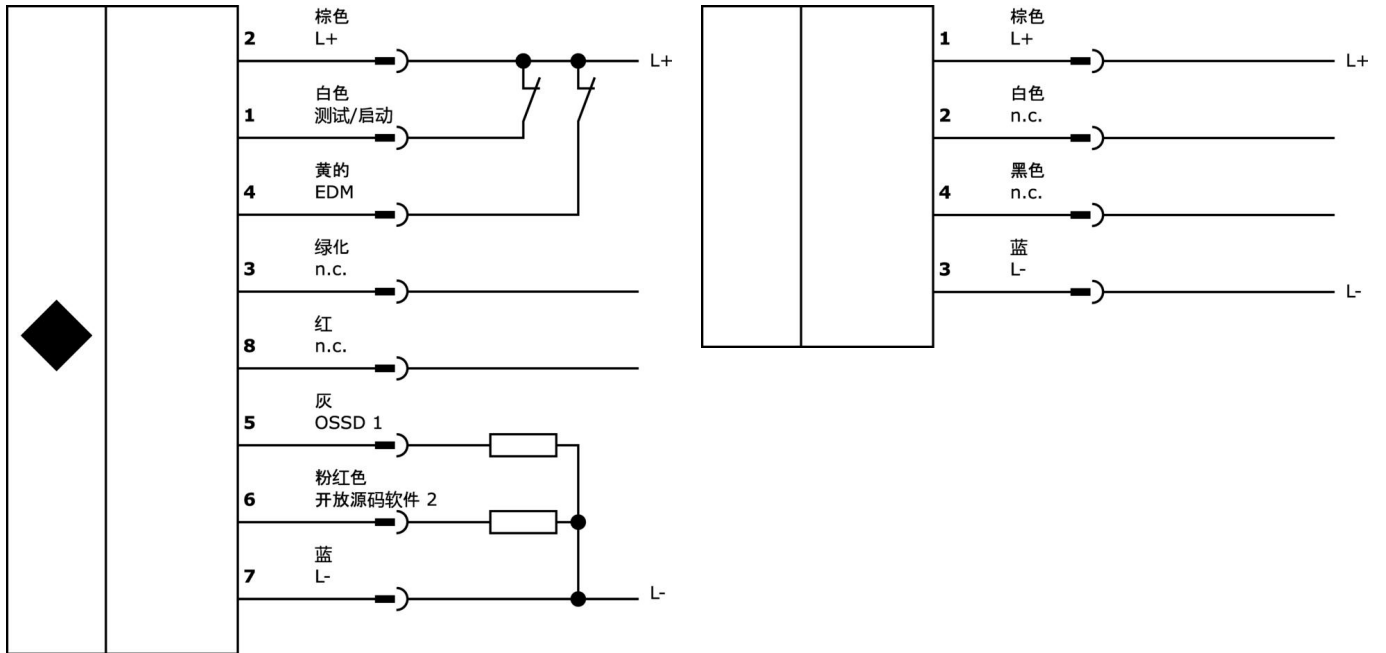 棕色
2 L+
L+
白色
1 测试/启动
黄的
4 EDM
绿化
3 n.c.
红
8 n.c.
灰
5 OSSD 1
粉红色
6 开放源码软件 2
蓝
7 L-
L-
棕色
1 L+
L+
白色
2 n.c.
黑色
4 n.c.
蓝
3 L-
L-